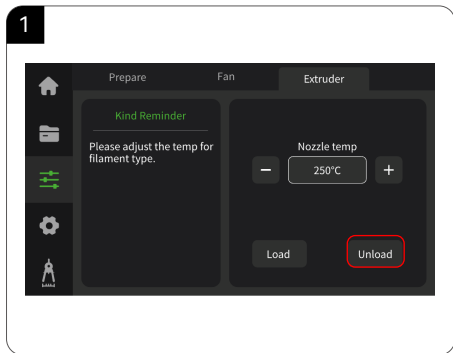 1
Prepare Fan Extruder
Kind Reminder
Please adjust the temp for
filament type.
Nozzle temp
− 250°C +
Load Unload